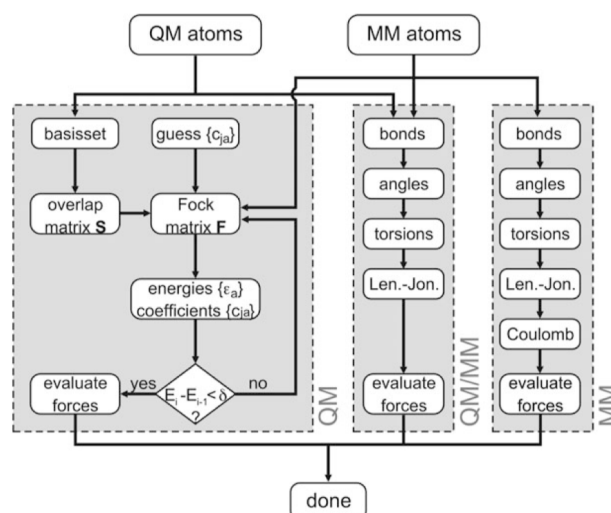 QM atoms
MM atoms
basisset
guess {cja}
overlap
matrix S
Fock
matrix F
energies {εa}
coefficients {cja}
Ei-Ei-1< δ
?
yes
no
evaluate
forces
QM
bonds
angles
torsions
Len.-Jon.
evaluate
forces
QM/MM
bonds
angles
torsions
Len.-Jon.
Coulomb
evaluate
forces
MM
done